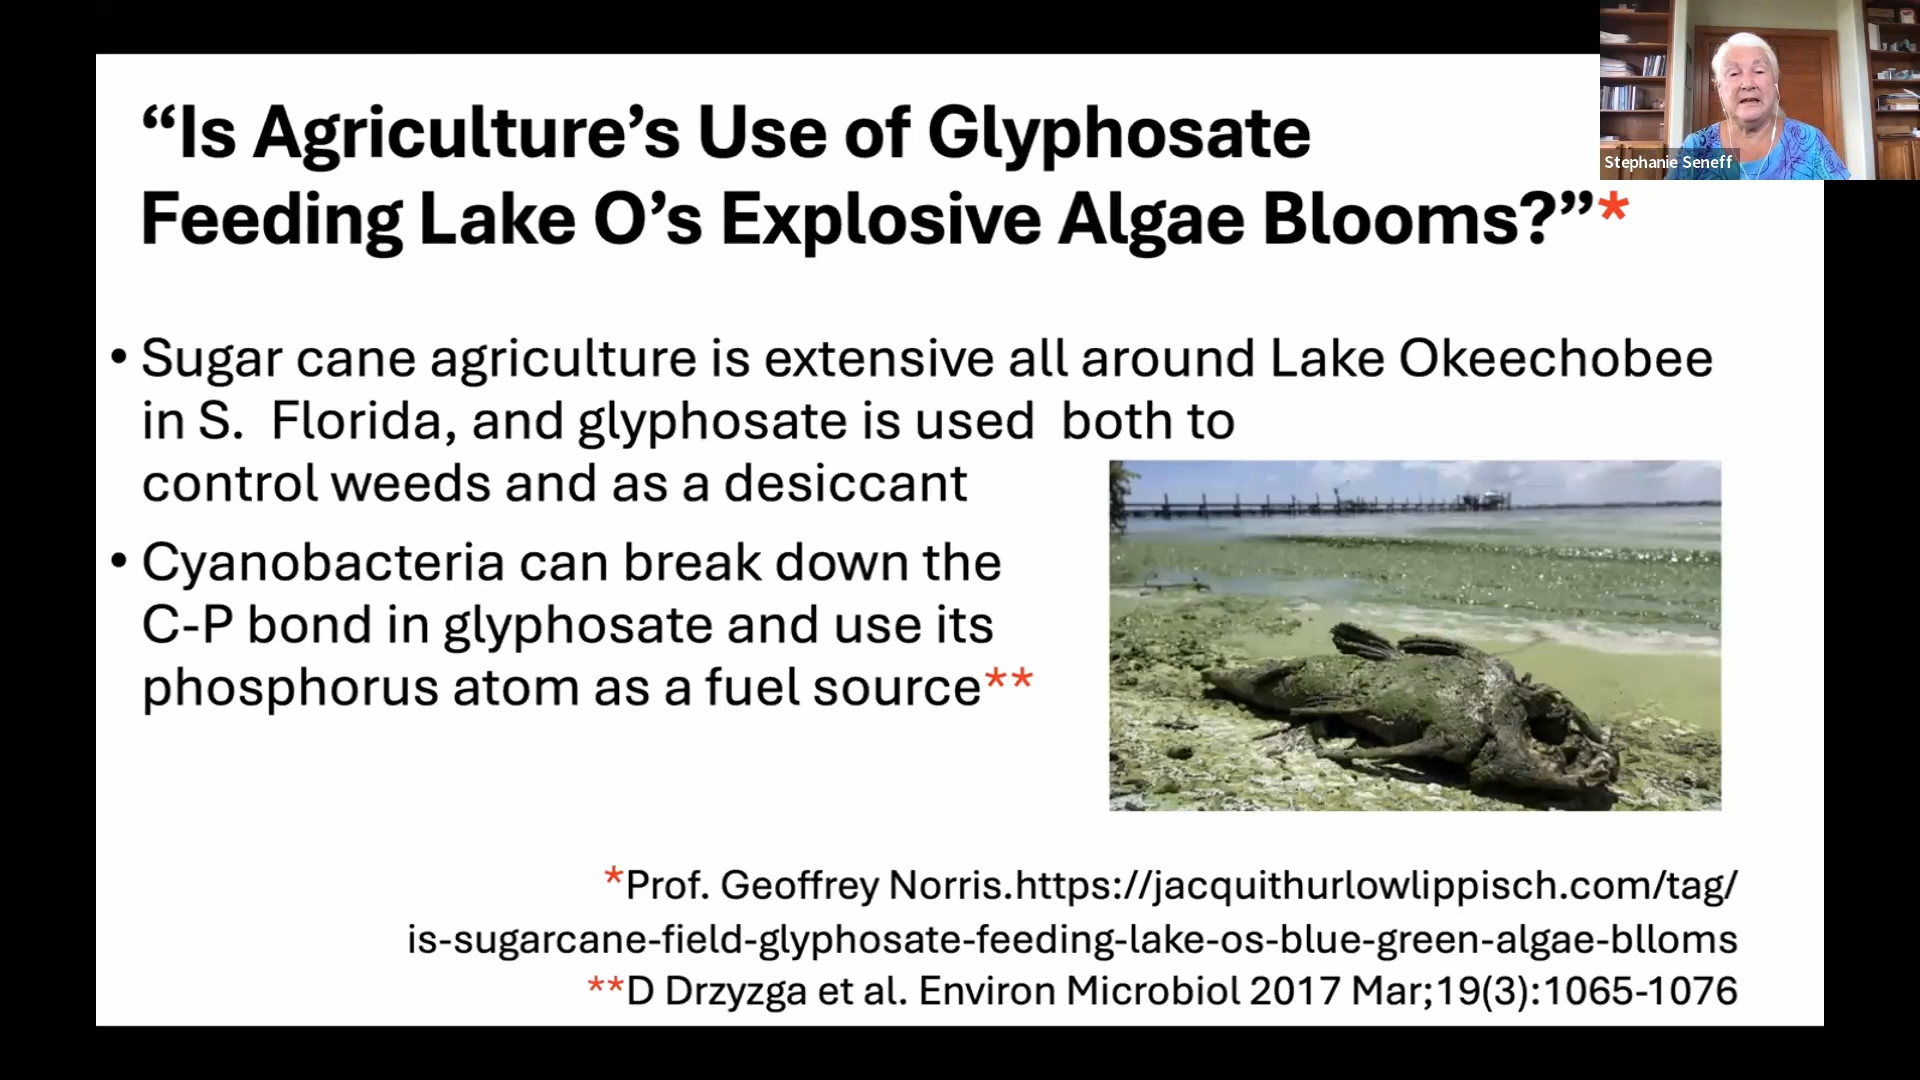 Stephanie Seneff
“Is Agriculture’s Use of Glyphosate
Feeding Lake O’s Explosive Algae Blooms?”*
• Sugar cane agriculture is extensive all around Lake Okeechobee
in S.  Florida, and glyphosate is used  both to
control weeds and as a desiccant
• Cyanobacteria can break down the
C-P bond in glyphosate and use its
phosphorus atom as a fuel source**
*Prof. Geoffrey Norris.https://jacquithurlowlippisch.com/tag/
is-sugarcane-field-glyphosate-feeding-lake-os-blue-green-algae-blloms
**D Drzyzga et al. Environ Microbiol 2017 Mar;19(3):1065-1076